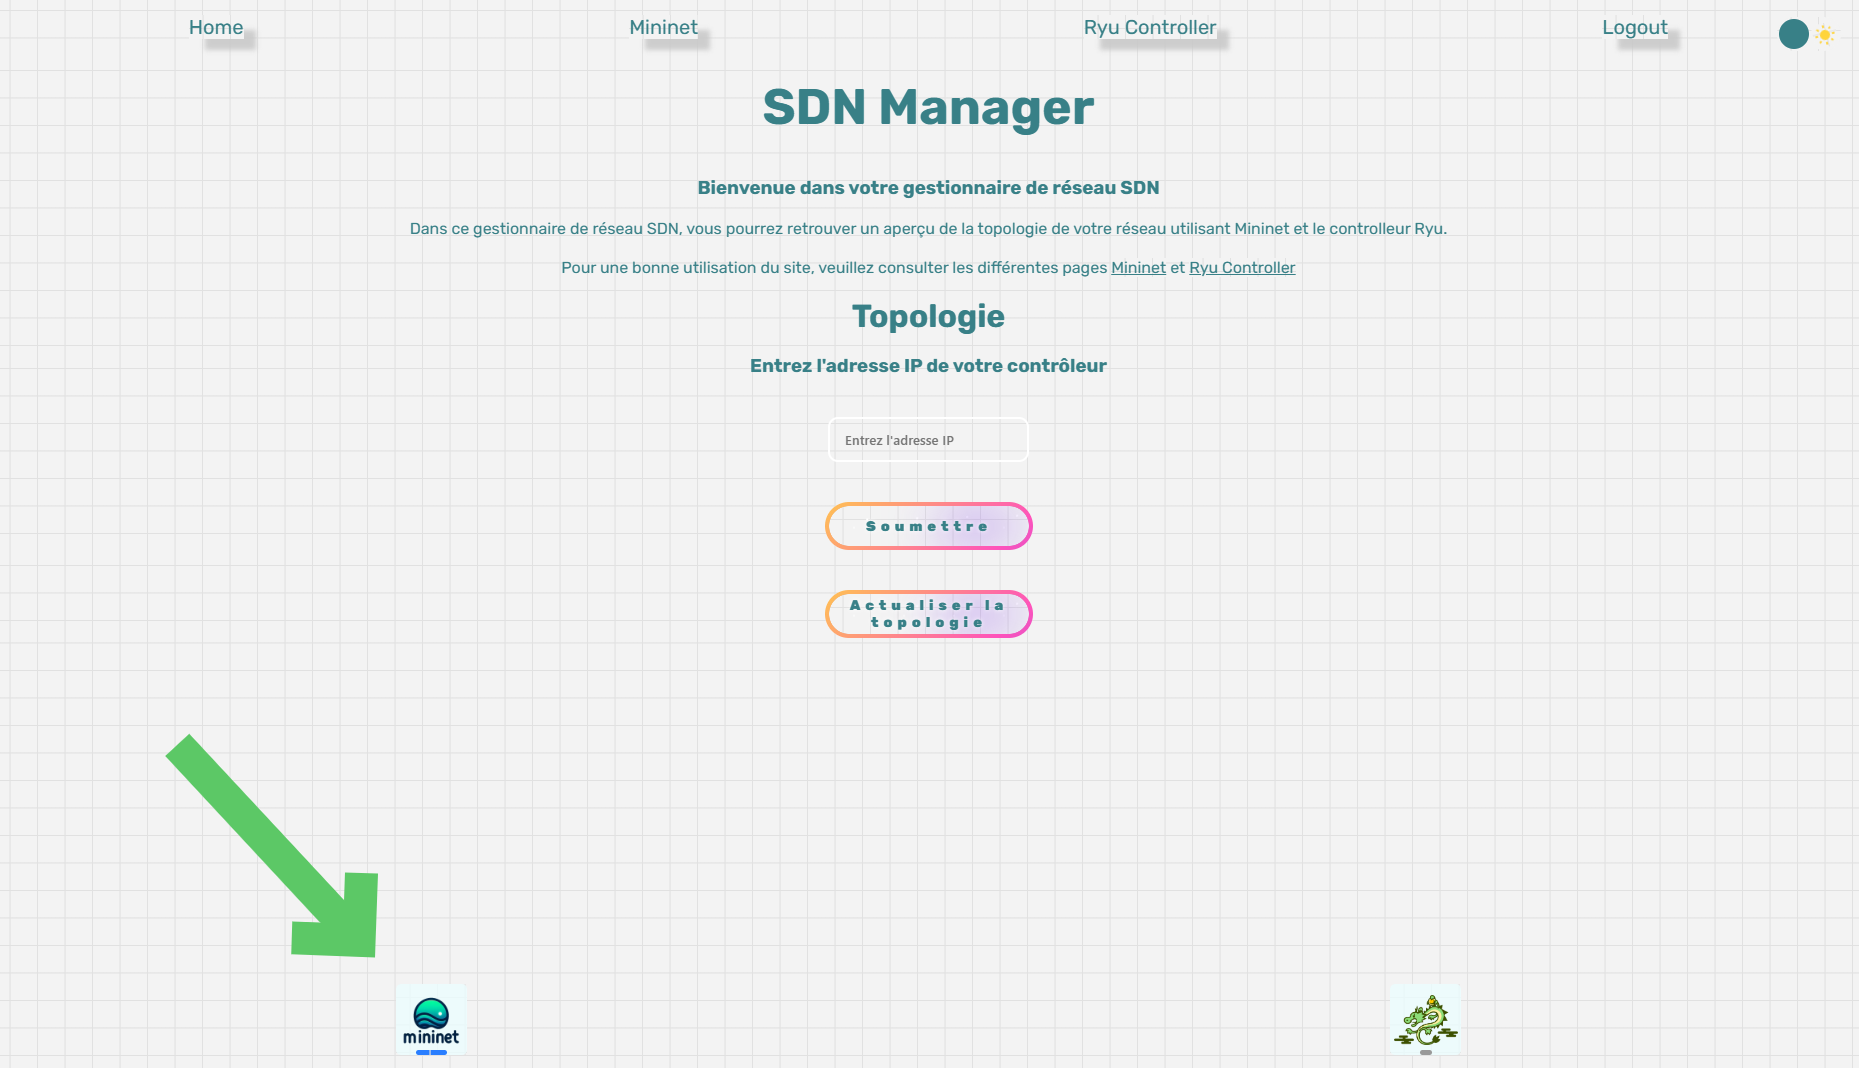 Home
Mininet
Ryu Controller
Logout
SDN Manager
Bienvenue dans votre gestionnaire de réseau SDN
Dans ce gestionnaire de réseau SDN, vous pourrez retrouver un aperçu de la topologie de votre réseau utilisant Mininet et le controlleur Ryu.
Pour une bonne utilisation du site, veuillez consulter les différentes pages Mininet et Ryu Controller
Topologie
Entrez l'adresse IP de votre contrôleur
Entrez l'adresse IP
Soumettre
Actualiser la
topologie
mininet